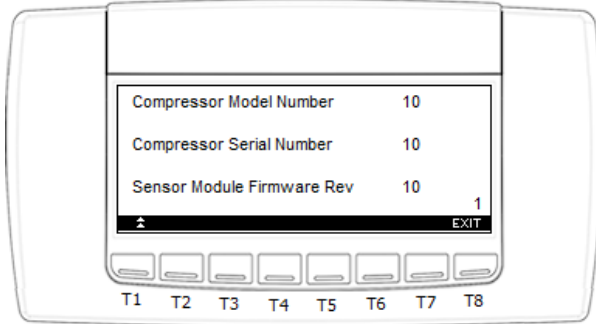 Compressor Model Number 10
Compressor Serial Number 10
Sensor Module Firmware Rev 10
1
EXIT
T1 T2 T3 T4 T5 T6 T7 T8